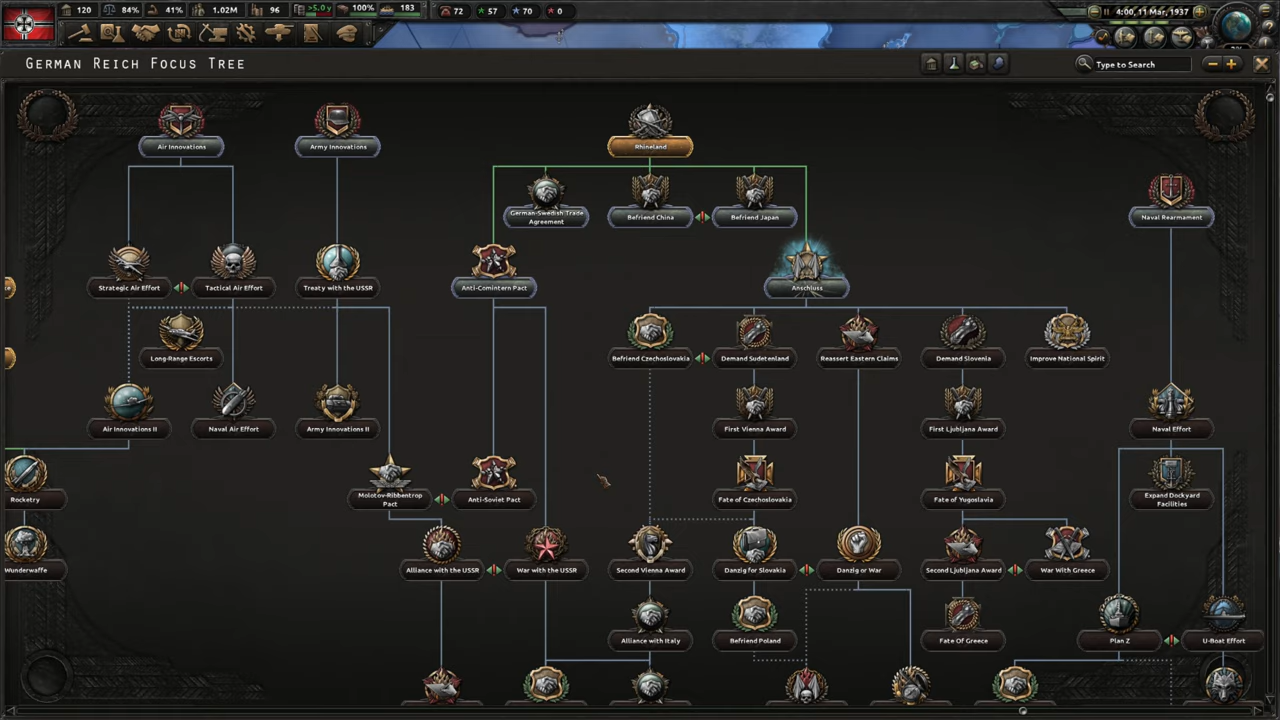 120 84% 41% 1.02M 96 >5.0y 100% 183 72 57 70 0 4:00, 11 Mar, 1937
German Reich Focus Tree
Type to Search
Air Innovations Army Innovations Rhineland
German-Swedish Trade Agreement Befriend China Befriend Japan Naval Rearmament
Strategic Air Effort Tactical Air Effort Treaty with the USSR Anti-Comintern Pact Anschluss
Long-Range Escorts Befriend Czechoslovakia Demand Sudetenland Reassert Eastern Claims Demand Slovenia Improve National Spirit
Air Innovations II Naval Air Effort Army Innovations II First Vienna Award First Ljubljana Award Naval Effort
Rocketry Molotov-Ribbentrop Pact Anti-Soviet Pact Fate of Czechoslovakia Fate of Yugoslavia Expand Dockyard Facilities
Wunderwaffe Alliance with the USSR War with the USSR Second Vienna Award Danzig for Slovakia Danzig or War Second Ljubljana Award War With Greece
Alliance with Italy Befriend Poland Fate Of Greece Plan Z U-Boat Effort